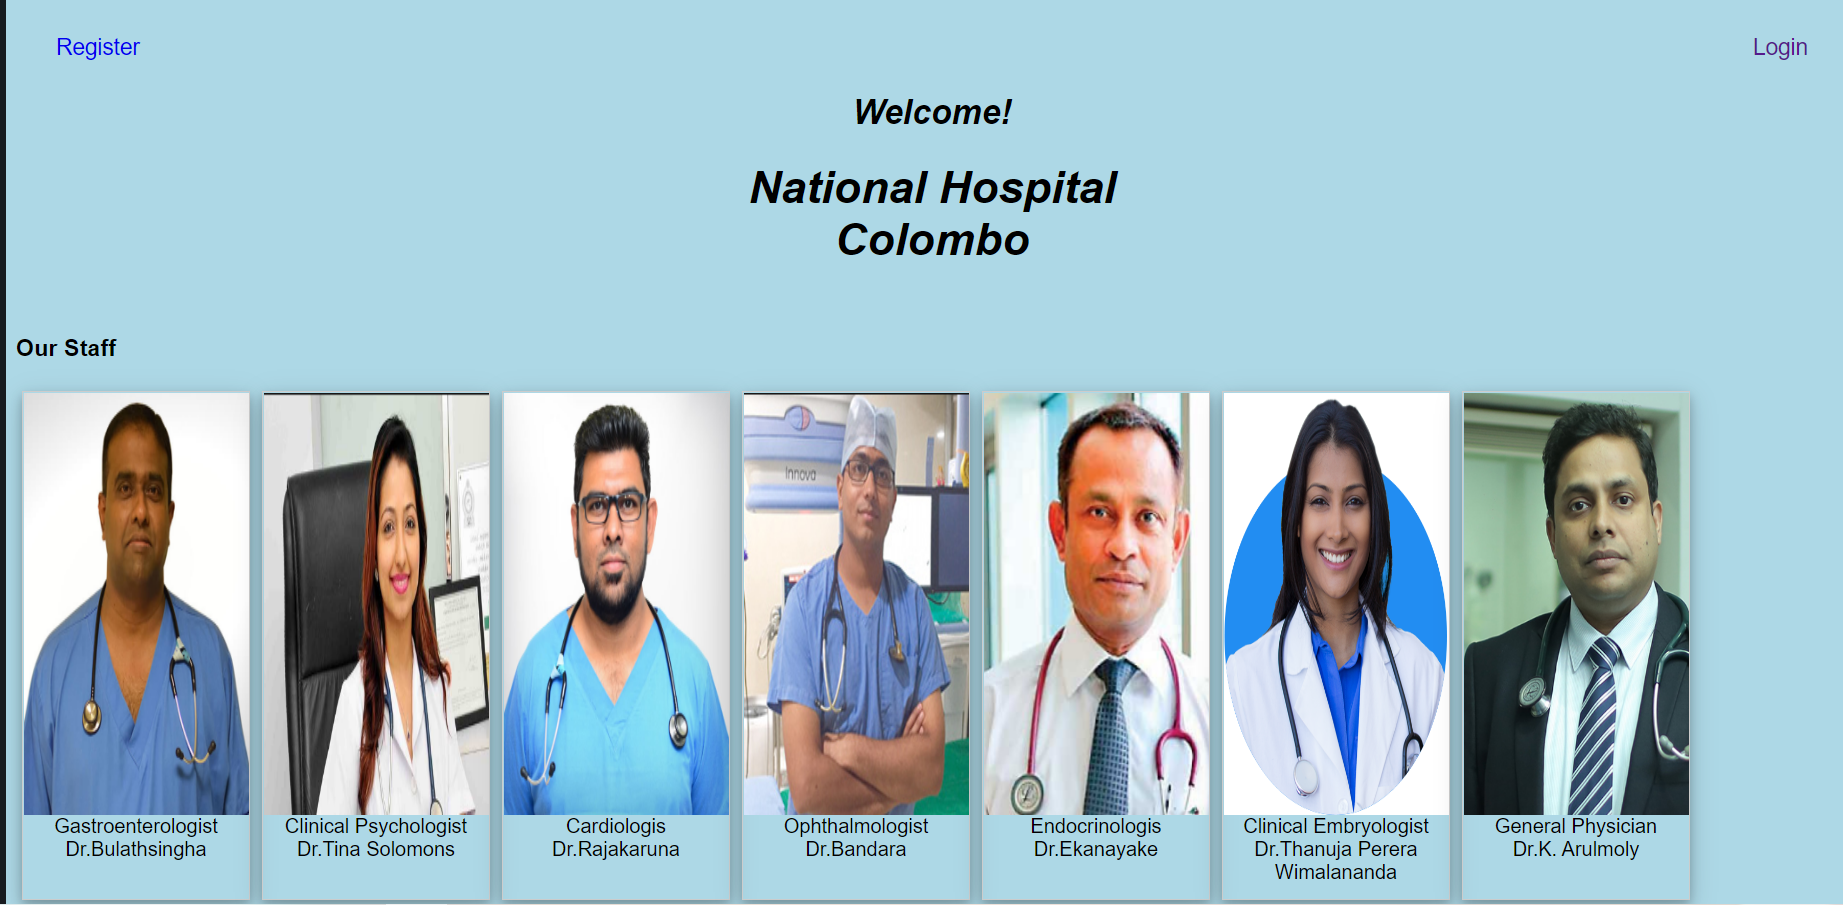 Register
Login
Welcome!
National Hospital
Colombo
Our Staff
Innova
Gastroenterologist
Dr.Bulathsingha
Clinical Psychologist
Dr.Tina Solomons
Cardiologis
Dr.Rajakaruna
Ophthalmologist
Dr.Bandara
Endocrinologis
Dr.Ekanayake
Clinical Embryologist
Dr.Thanuja Perera
Wimalananda
General Physician
Dr.K. Arulmoly